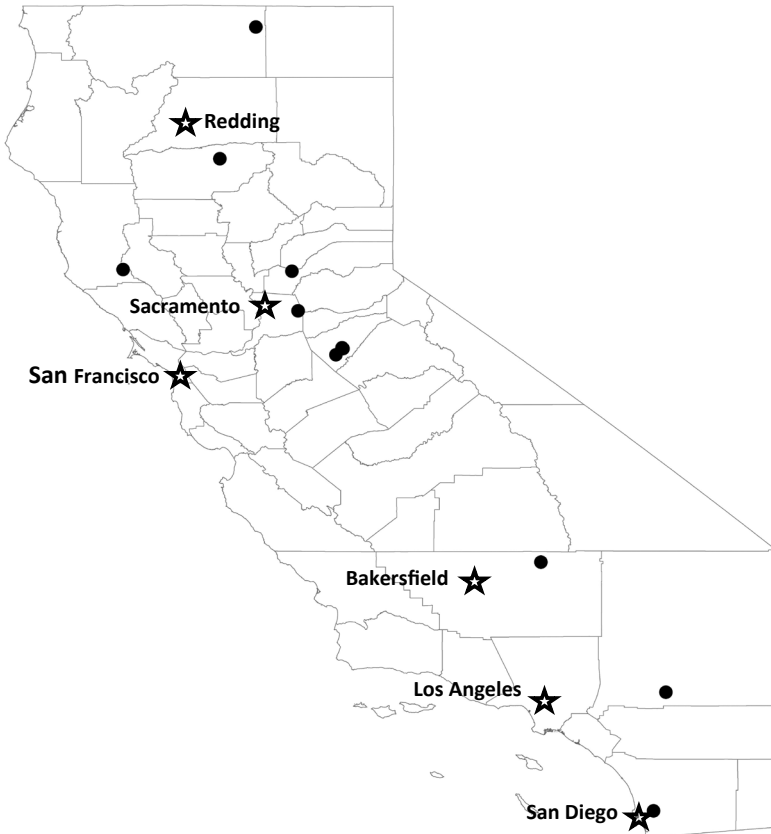 Redding
Sacramento
San Francisco
Bakersfield
Los Angeles
San Diego